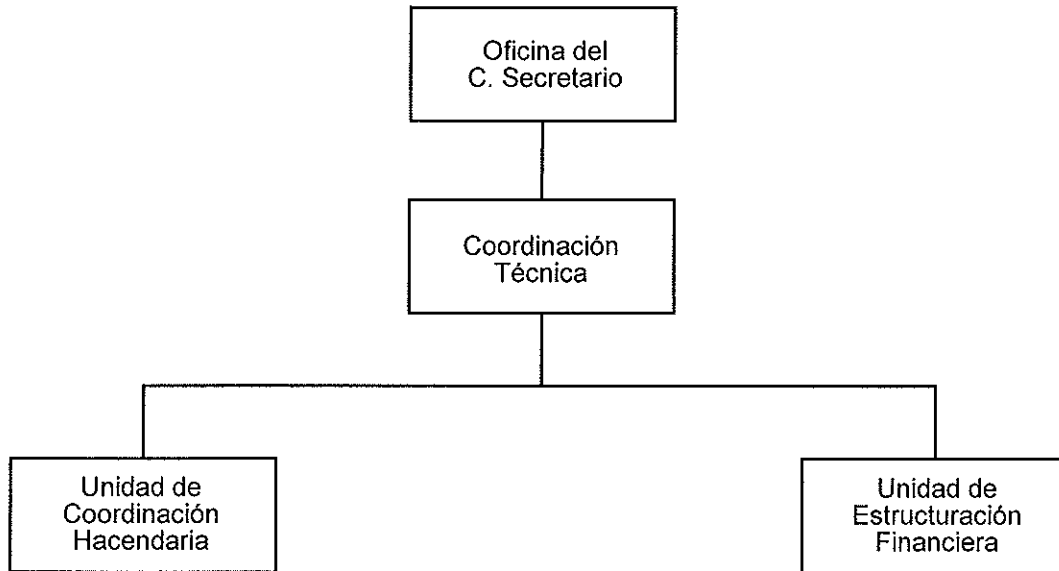 Oficina del
C. Secretario
Coordinación
Técnica
Unidad de
Coordinación
Hacendaria
Unidad de
Estructuración
Financiera